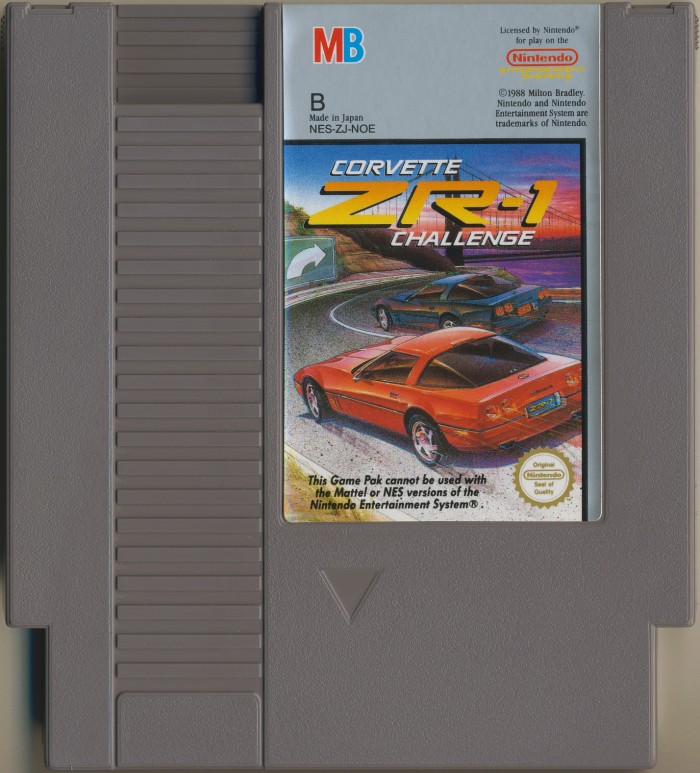 MB
Licensed by Nintendo®
for play on the
Nintendo
B
Made in Japan
NES-ZJ-NOE
©1988 Milton Bradley.
Nintendo and Nintendo
Entertainment System are
trademarks of Nintendo.
CORVETTE
ZR-1
CHALLENGE
This Game Pak cannot be used with
the Mattel or NES versions of the
Nintendo Entertainment System®.
Original
Nintendo
Seal of
Quality